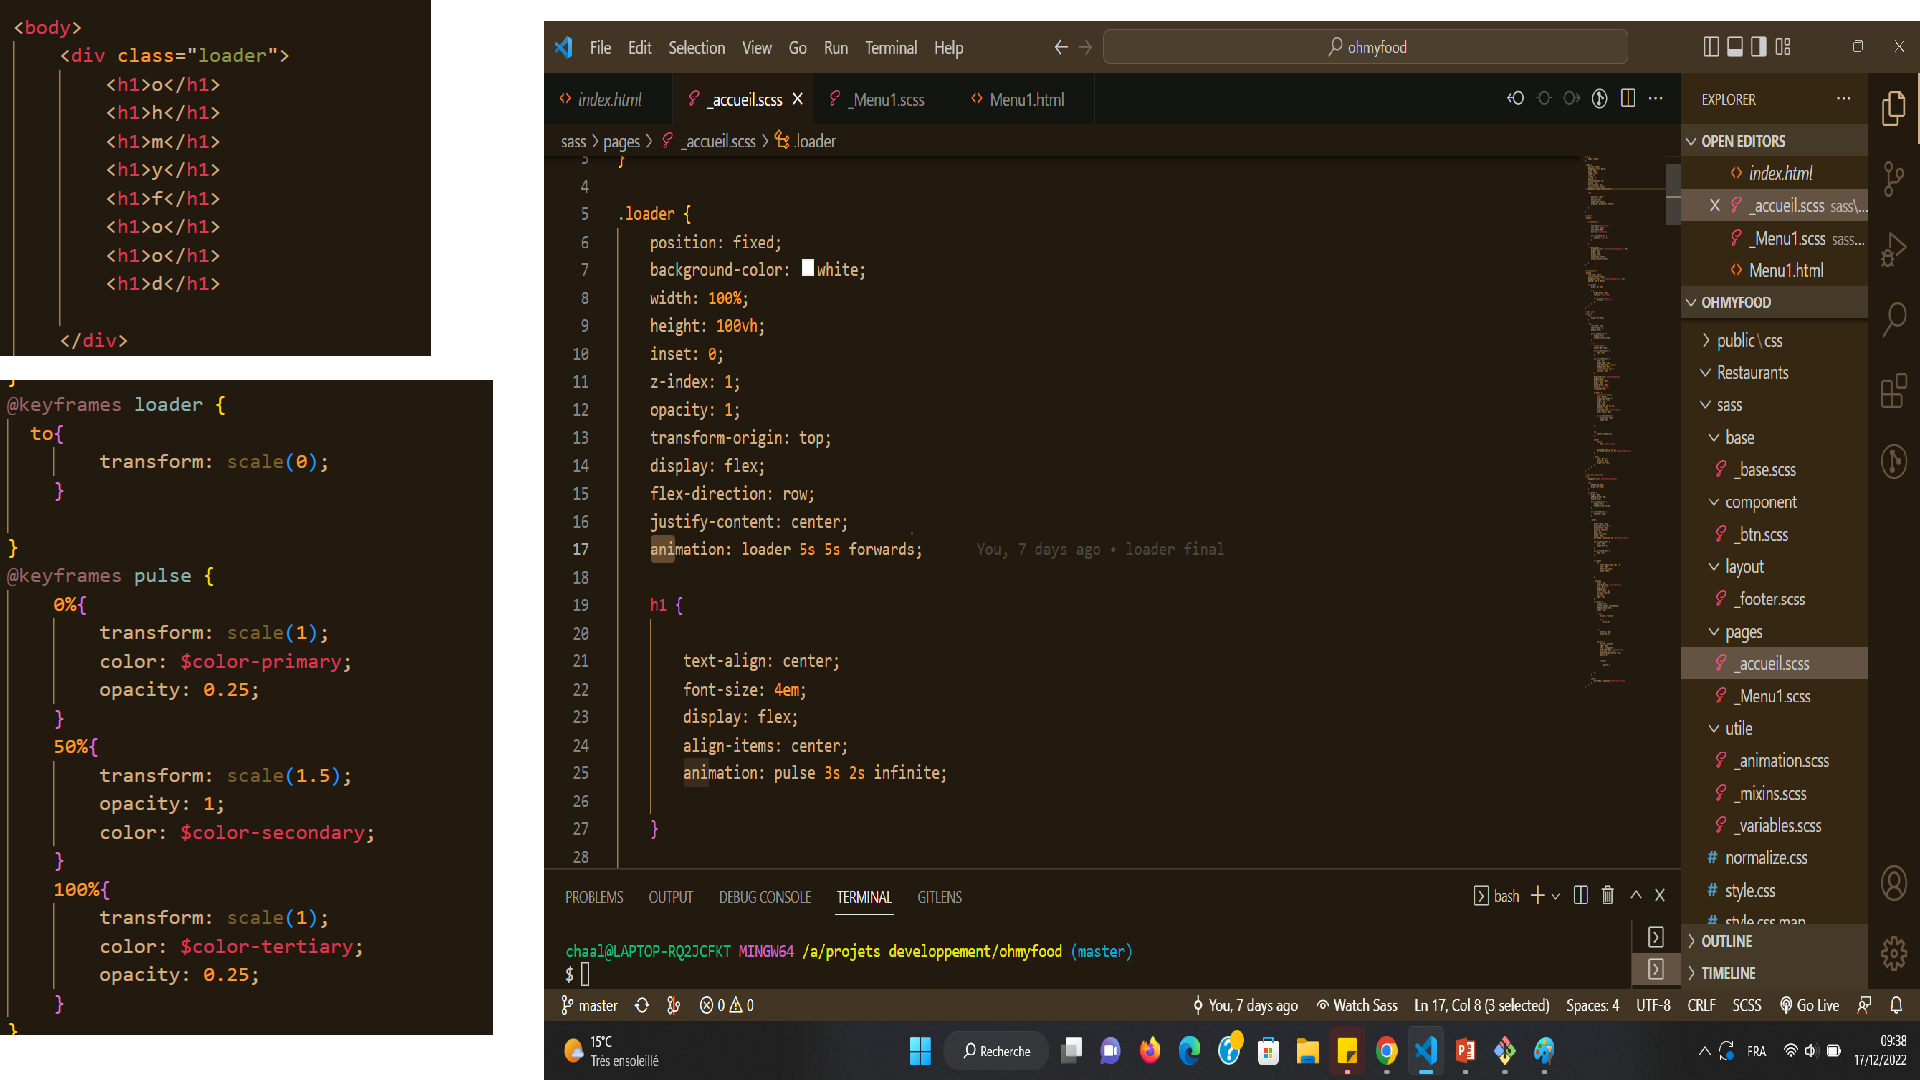 <body>
<div class="loader">
<h1>o</h1>
<h1>h</h1>
<h1>m</h1>
<h1>y</h1>
<h1>f</h1>
<h1>o</h1>
<h1>o</h1>
<h1>d</h1>
</div>
}
@keyframes loader {
to{
transform: scale(0);
}
}
@keyframes pulse {
0%{
transform: scale(1);
color: $color-primary;
opacity: 0.25;
}
50%{
transform: scale(1.5);
opacity: 1;
color: $color-secondary;
}
100%{
transform: scale(1);
color: $color-tertiary;
opacity: 0.25;
}
}
File Edit Selection View Go Run Terminal Help
ohmyfood
index.html _accueil.scss _Menu1.scss Menu1.html
sass > pages > _accueil.scss > .loader
3 }
4
5 .loader {
6 position: fixed;
7 background-color: white;
8 width: 100%;
9 height: 100vh;
10 inset: 0;
11 z-index: 1;
12 opacity: 1;
13 transform-origin: top;
14 display: flex;
15 flex-direction: row;
16 justify-content: center;
17 animation: loader 5s 5s forwards; You, 7 days ago • loader final
18
19 h1 {
20
21 text-align: center;
22 font-size: 4em;
23 display: flex;
24 align-items: center;
25 animation: pulse 3s 2s infinite;
26
27 }
28
PROBLEMS OUTPUT DEBUG CONSOLE TERMINAL GITLENS
bash
chaal@LAPTOP-RQ2JCFKT MINGW64 /a/projets developpement/ohmyfood (master)
$
EXPLORER
OPEN EDITORS
index.html
X _accueil.scss sass\...
_Menu1.scss sass...
Menu1.html
OHMYFOOD
public\css
Restaurants
sass
base
_base.scss
component
_btn.scss
layout
_footer.scss
pages
_accueil.scss
_Menu1.scss
utile
_animation.scss
_mixins.scss
_variables.scss
# normalize.css
# style.css
# style.css.map
OUTLINE
TIMELINE
master 0 0 You, 7 days ago Watch Sass Ln 17, Col 8 (3 selected) Spaces: 4 UTF-8 CRLF SCSS Go Live
15°C
Très ensoleillé
Recherche
FRA
09:38
17/12/2022